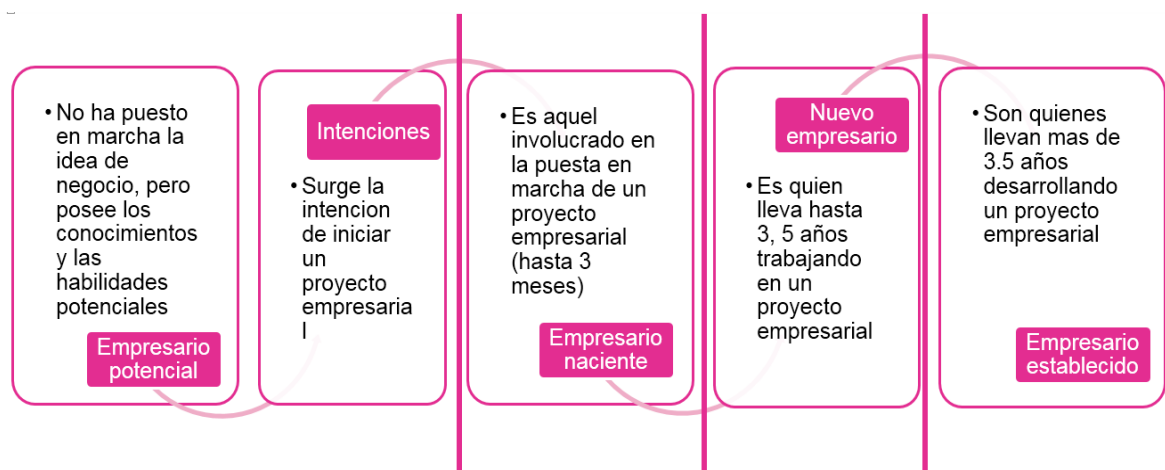 • No ha puesto
en marcha la
idea de
negocio, pero
posee los
conocimientos
y las
habilidades
potenciales
Empresario
potencial
Intenciones
• Surge la
intencion
de iniciar
un
proyecto
empresaria
l
• Es aquel
involucrado en
la puesta en
marcha de un
proyecto
empresarial
(hasta 3
meses)
Empresario
naciente
Nuevo
empresario
• Es quien
lleva hasta
3, 5 años
trabajando
en un
proyecto
empresarial
• Son quienes
llevan mas de
3.5 años
desarrollando
un proyecto
empresarial
Empresario
establecido